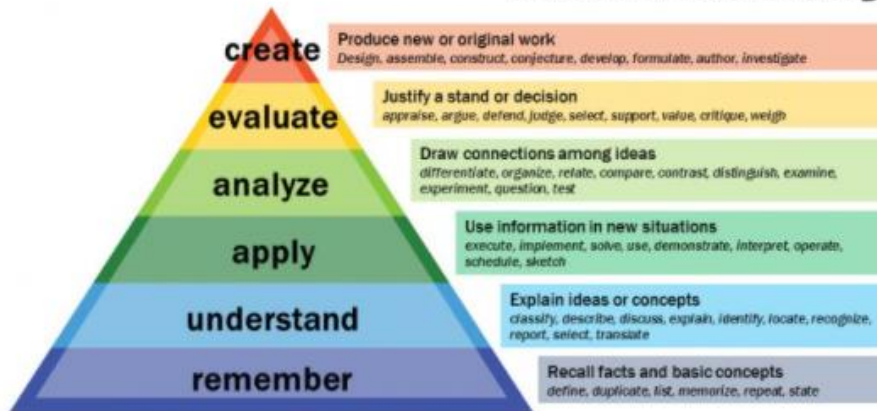 create
Produce new or original work
Design, assemble, construct, conjecture, develop, formulate, author, investigate
evaluate
Justify a stand or decision
appraise, argue, defend, judge, select, support, value, critique, weigh
analyze
Draw connections among ideas
differentiate, organize, relate, compare, contrast, distinguish, examine,
experiment, question, test
apply
Use information in new situations
execute, implement, solve, use, demonstrate, interpret, operate,
schedule, sketch
understand
Explain ideas or concepts
classify, describe, discuss, explain, identify, locate, recognize,
report, select, translate
remember
Recall facts and basic concepts
define, duplicate, list, memorize, repeat, state